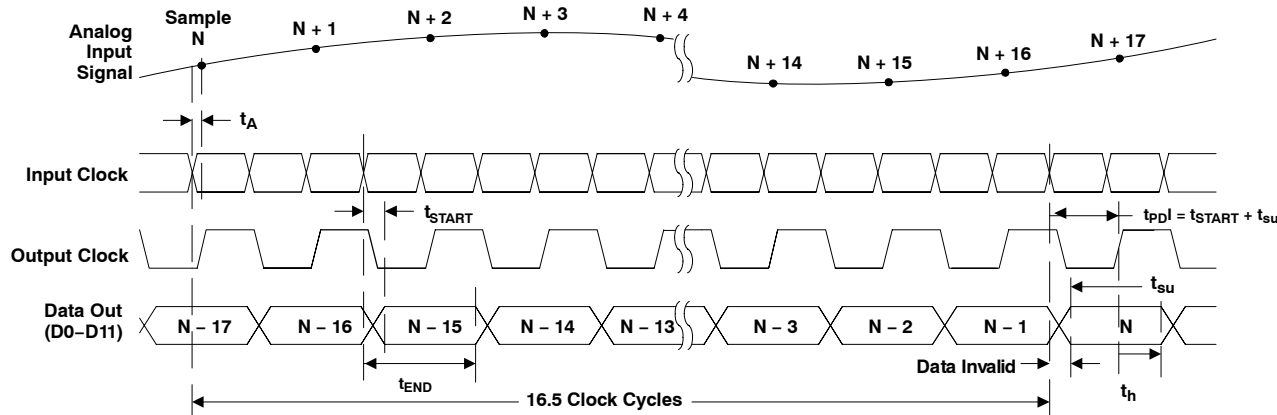 Analog
Input
Signal
Sample
N
N + 1
N + 2
N + 3
N + 4
N + 14
N + 15
N + 16
N + 17
tA
Input Clock
tSTART
tPDI = tSTART + tsu
Output Clock
tsu
Data Out
(D0–D11)
N – 17
N – 16
N – 15
N – 14
N – 13
N – 3
N – 2
N – 1
N
Data Invalid
tEND
th
16.5 Clock Cycles